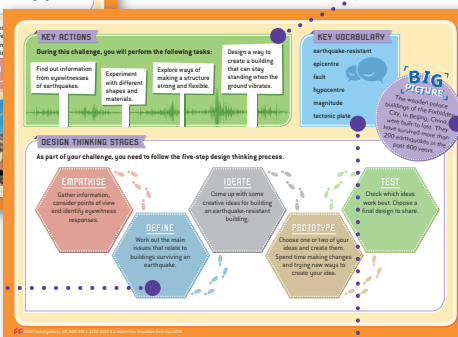 KEY ACTIONS
During this challenge, you will perform the following tasks:
Find out information
from eyewitnesses
of earthquakes.
Experiment
with different
shapes and
materials.
Explore ways of
making a structure
strong and flexible.
Design a way to
create a building
that can stay
standing when the
ground vibrates.
KEY VOCABULARY
earthquake-resistant
epicentre
fault
hypocentre
magnitude
tectonic plate
BIG
PICTURE
The wooden palace
buildings of the Forbidden
City, in Beijing, China,
were built to last. They
have survived more than
200 earthquakes in the
past 600 years.
DESIGN THINKING STAGES
As part of your challenge, you need to follow the five-step design thinking process.
EMPATHISE
Gather information,
consider points of view
and identify eyewitness
responses.
DEFINE
Work out the main
issues that relate to
buildings surviving an
earthquake.
IDEATE
Come up with some
creative ideas for building
an earthquake-resistant
building.
PROTOTYPE
Choose one or two of your
ideas and create them.
Spend time making changes
and trying new ways to
create your idea.
TEST
Check which ideas
work best. Choose a
final design to share.